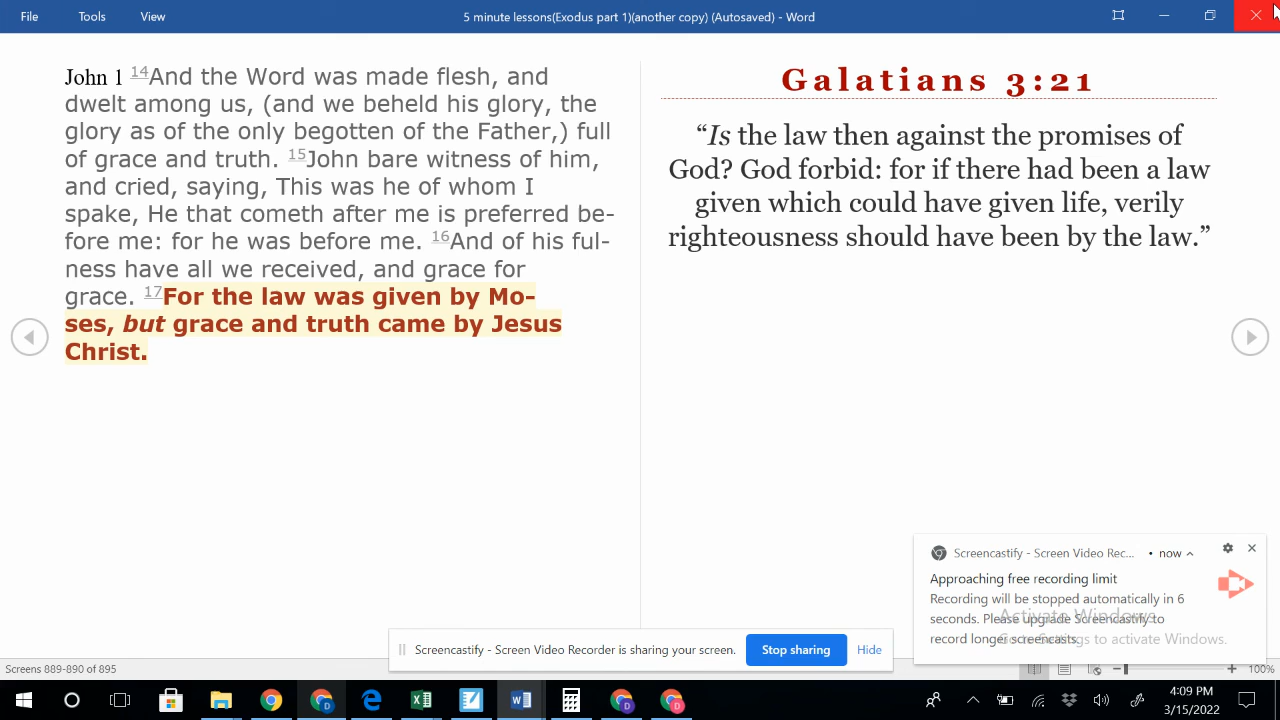 File Tools View 5 minute lessons(Exodus part 1)(another copy) (Autosaved) - Word
John 1 14And the Word was made flesh, and
dwelt among us, (and we beheld his glory, the
glory as of the only begotten of the Father,) full
of grace and truth. 15John bare witness of him,
and cried, saying, This was he of whom I
spake, He that cometh after me is preferred be-
fore me: for he was before me. 16And of his ful-
ness have all we received, and grace for
grace. 17For the law was given by Mo-
ses, but grace and truth came by Jesus
Christ.
Galatians 3:21
“Is the law then against the promises of
God? God forbid: for if there had been a law
given which could have given life, verily
righteousness should have been by the law.”
Screencastify - Screen Video Rec... • now
Approaching free recording limit
Recording will be stopped automatically in 6
seconds. Please upgrade Screencastify to
record longer screencasts.
Activate Windows
Go to Settings to activate Windows.
Screencastify - Screen Video Recorder is sharing your screen. Stop sharing Hide
Screens 889-890 of 895
100%
4:09 PM
3/15/2022